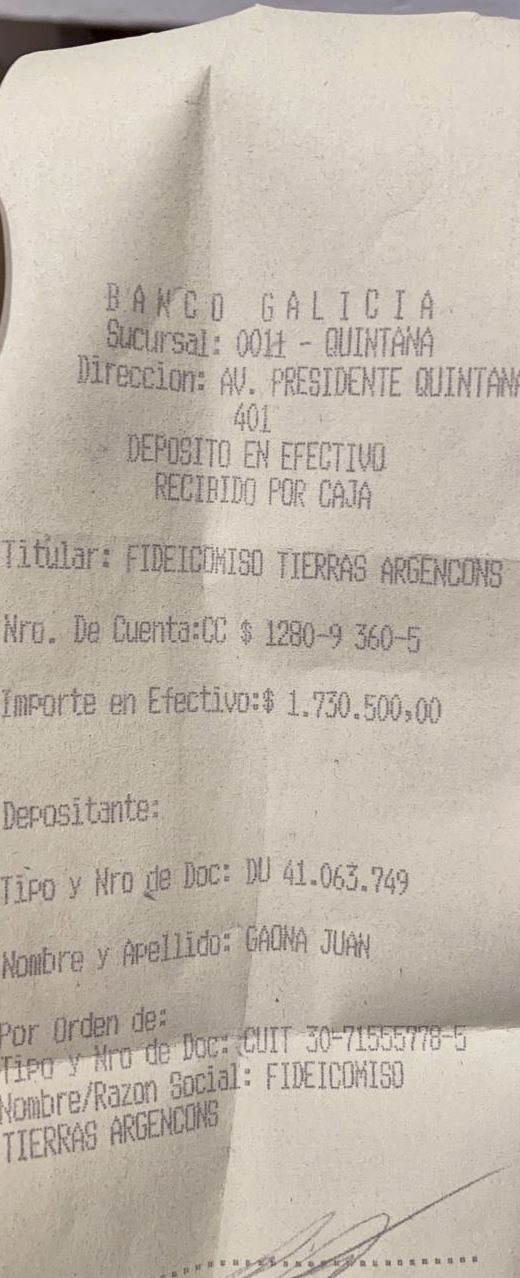 BANCO GALICIA
Sucursal: 0011 - QUINTANA
Direccion: AV. PRESIDENTE QUINTANA
401
DEPOSITO EN EFECTIVO
RECIBIDO POR CAJA
Titular: FIDEICOMISO TIERRAS ARGENCONS
Nro. De Cuenta:CC $ 1280-9 360-5
Importe en Efectivo:$ 1.730.500,00
Depositante:
Tipo y Nro de Doc: DU 41.063.749
Nombre y Apellido: GAONA JUAN
Por Orden de:
Tipo y Nro de Doc: CUIT 30-71555778-5
Nombre/Razon Social: FIDEICOMISO
TIERRAS ARGENCONS